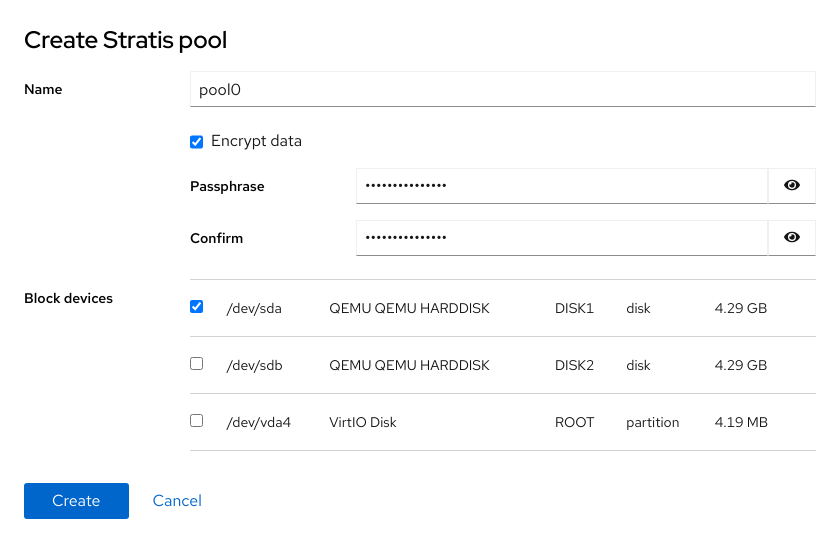 Create Stratis pool
Name
pool0
Encrypt data
Passphrase
•••••••••••••••
Confirm
•••••••••••••••
Block devices
/dev/sda QEMU QEMU HARDDISK DISK1 disk 4.29 GB
/dev/sdb QEMU QEMU HARDDISK DISK2 disk 4.29 GB
/dev/vda4 VirtIO Disk ROOT partition 4.19 MB
Create Cancel